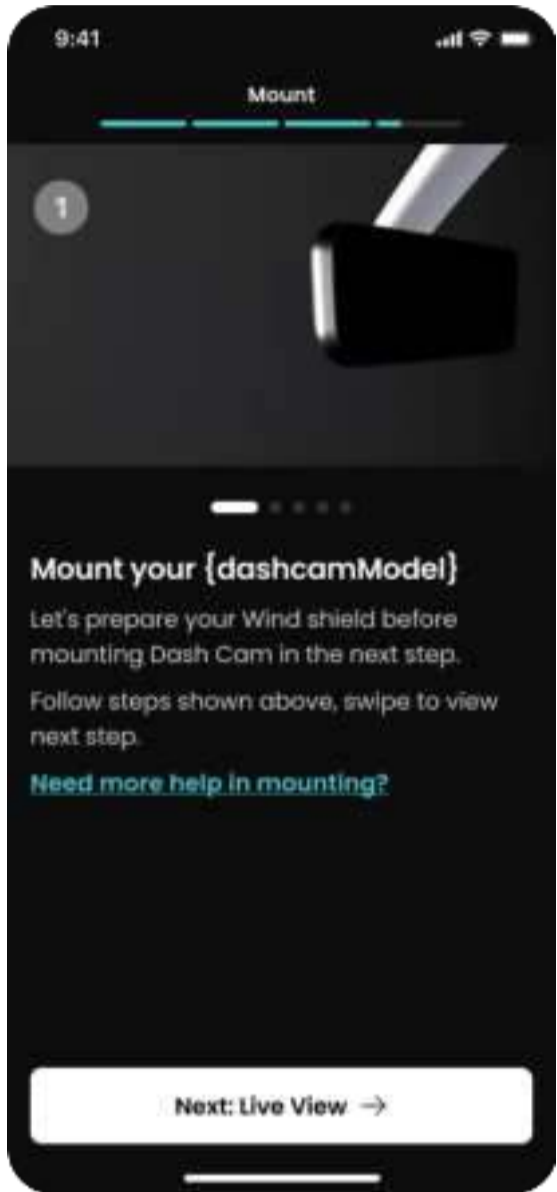 9:41
Mount
1
Mount your {dashcamModel}
Let's prepare your Wind shield before
mounting Dash Cam in the next step.
Follow steps shown above, swipe to view
next step.
Need more help in mounting?
Next: Live View →